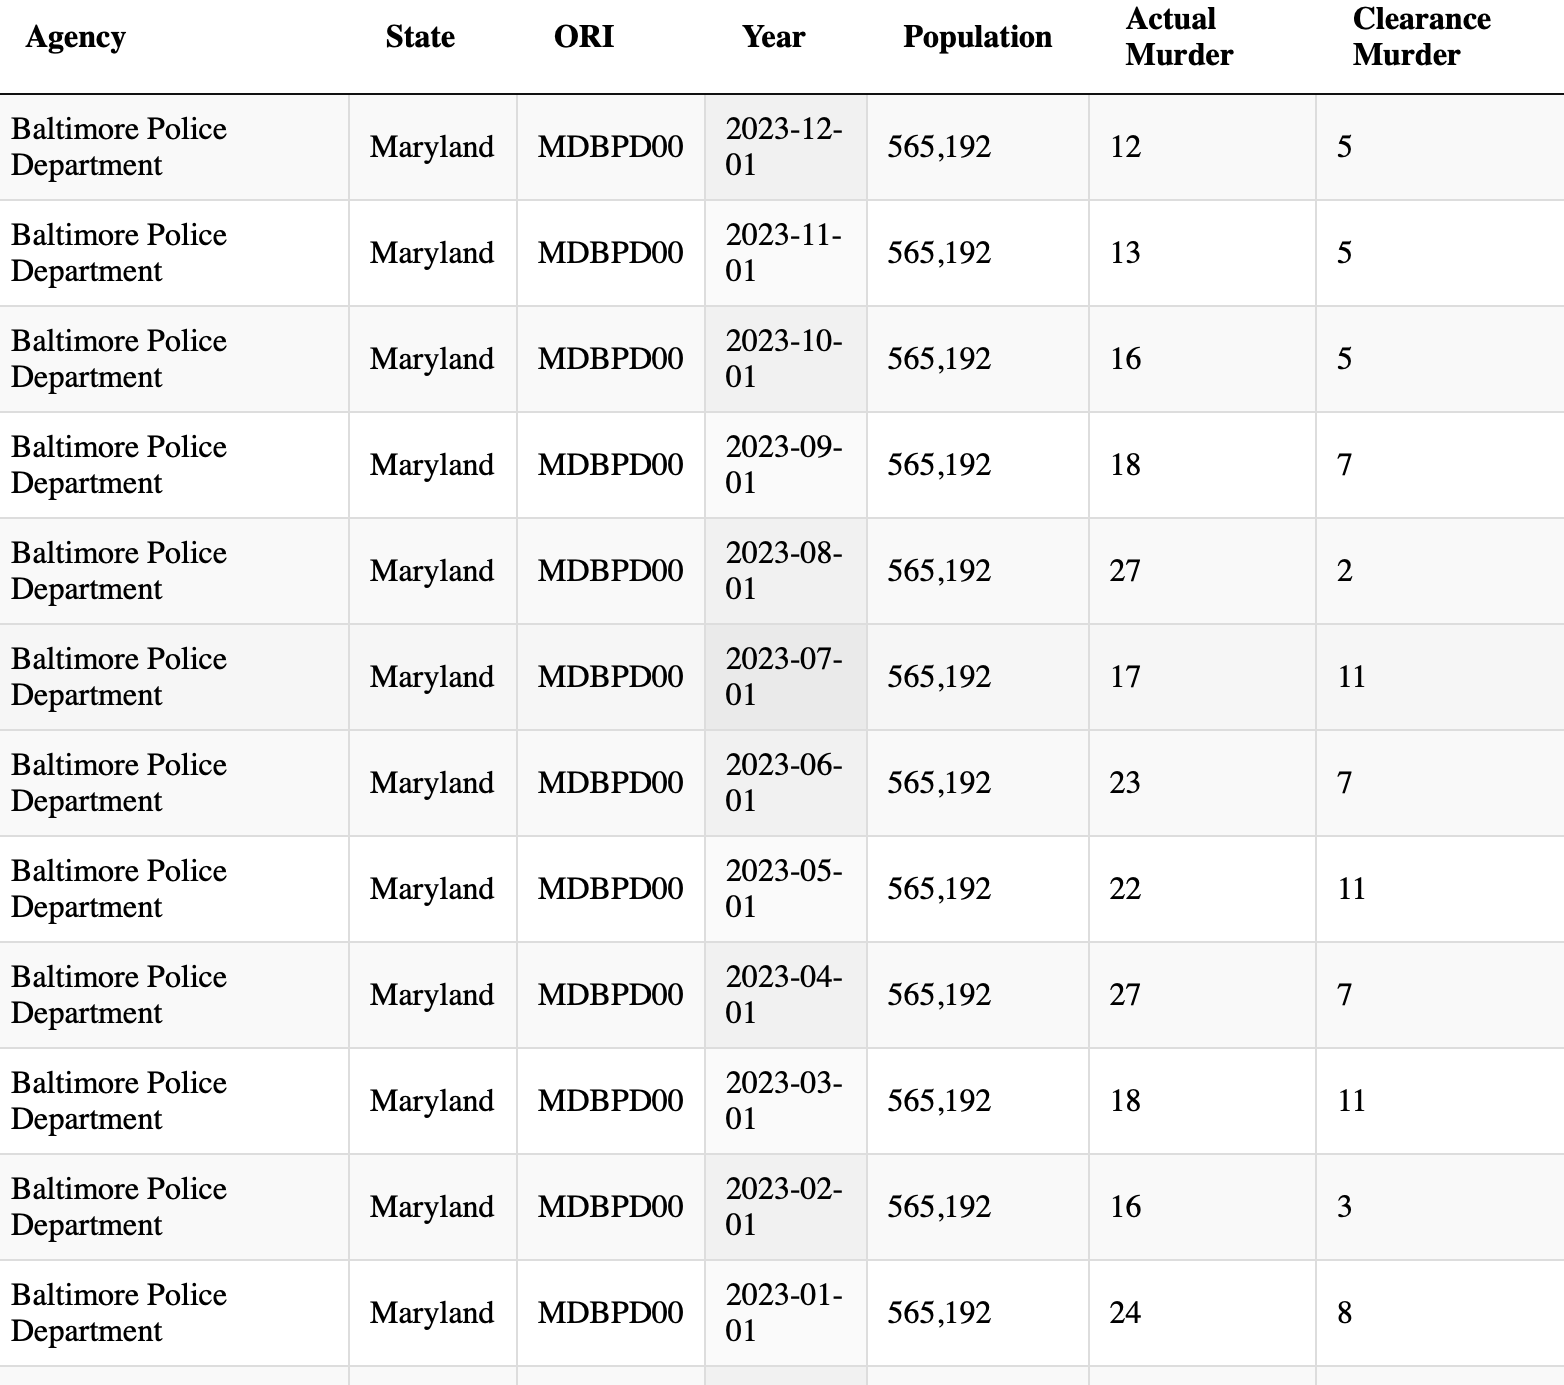 Agency State ORI Year Population Actual Murder Clearance Murder
Baltimore Police Department Maryland MDBPD00 2023-12-01 565,192 12 5
Baltimore Police Department Maryland MDBPD00 2023-11-01 565,192 13 5
Baltimore Police Department Maryland MDBPD00 2023-10-01 565,192 16 5
Baltimore Police Department Maryland MDBPD00 2023-09-01 565,192 18 7
Baltimore Police Department Maryland MDBPD00 2023-08-01 565,192 27 2
Baltimore Police Department Maryland MDBPD00 2023-07-01 565,192 17 11
Baltimore Police Department Maryland MDBPD00 2023-06-01 565,192 23 7
Baltimore Police Department Maryland MDBPD00 2023-05-01 565,192 22 11
Baltimore Police Department Maryland MDBPD00 2023-04-01 565,192 27 7
Baltimore Police Department Maryland MDBPD00 2023-03-01 565,192 18 11
Baltimore Police Department Maryland MDBPD00 2023-02-01 565,192 16 3
Baltimore Police Department Maryland MDBPD00 2023-01-01 565,192 24 8